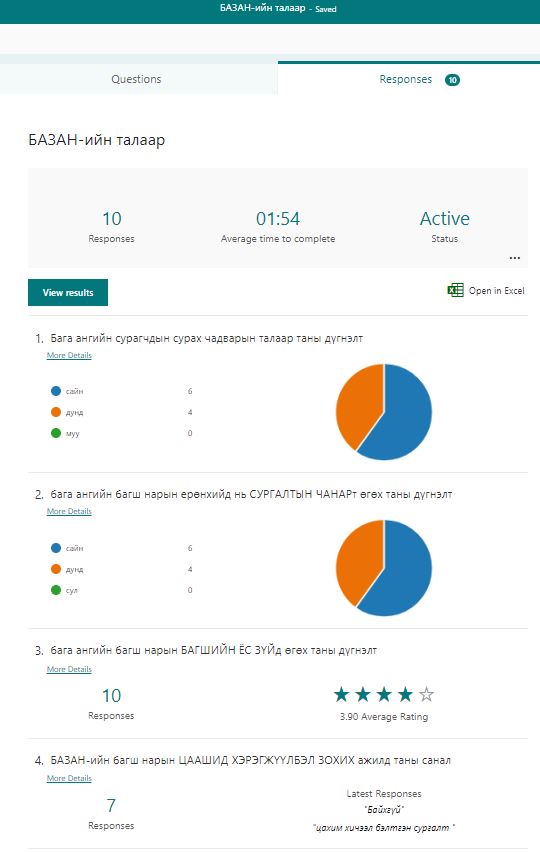 БАЗАН-ийн талаар - Saved
Questions
Responses 10
БАЗАН-ийн талаар
10 01:54 Active
Responses Average time to complete Status
...
View results Open in Excel
1. Бага ангийн сурагчдын сурах чадварын талаар таны дүгнэлт
More Details
сайн 6
дунд 4
муу 0
2. бага ангийн багш нарын ерөнхийд нь СУРГАЛТЫН ЧАНАРт өгөх таны дүгнэлт
More Details
сайн 6
дунд 4
сул 0
3. бага ангийн багш нарын БАГШИЙН ЁС ЗҮЙд өгөх таны дүгнэлт
More Details
10
Responses
3.90 Average Rating
4. БАЗАН-ийн багш нарын ЦААШИД ХЭРЭГЖҮҮЛБЭЛ ЗОХИХ ажилд таны санал
More Details
7
Responses
Latest Responses
"Байхгүй"
"цахим хичээл бэлтгэн сургалт "